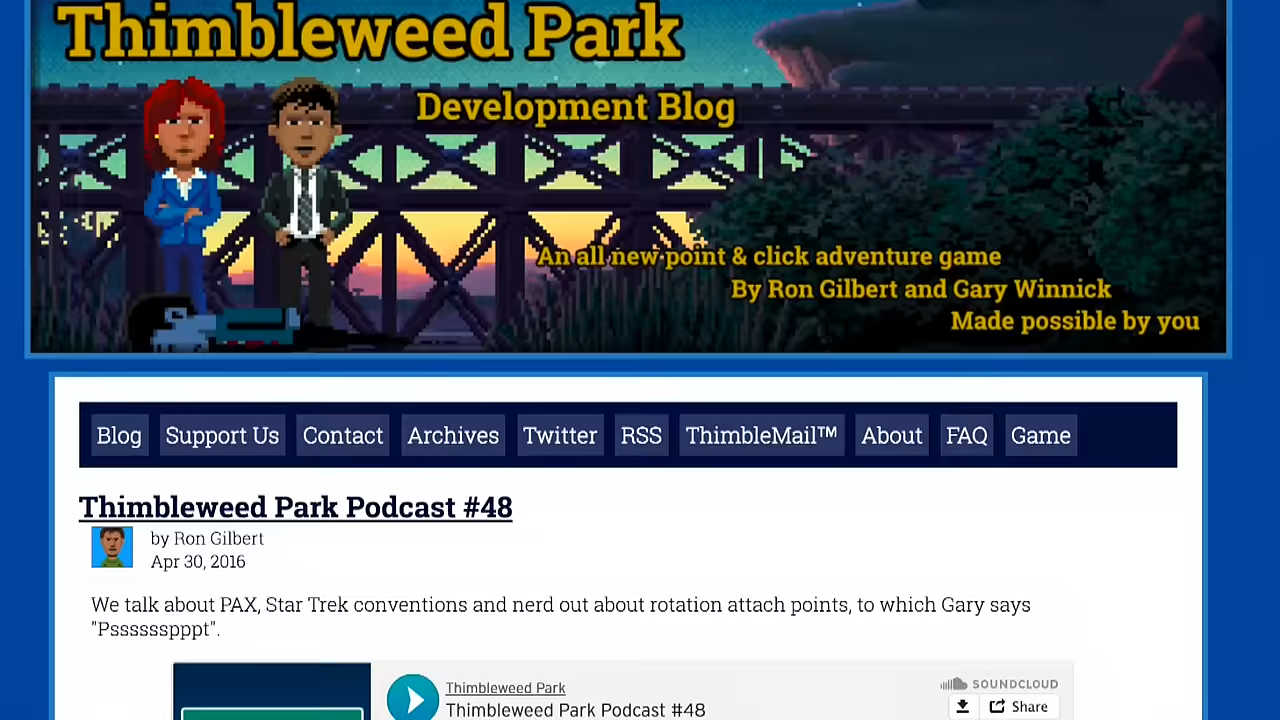 Thimbleweed Park
Development Blog
An all new point & click adventure game
By Ron Gilbert and Gary Winnick
Made possible by you
Blog Support Us Contact Archives Twitter RSS ThimbleMail™ About FAQ Game
Thimbleweed Park Podcast #48
by Ron Gilbert
Apr 30, 2016
We talk about PAX, Star Trek conventions and nerd out about rotation attach points, to which Gary says
"Psssssspppt".
Thimbleweed Park
SOUNDCLOUD
Thimbleweed Park Podcast #48
Share